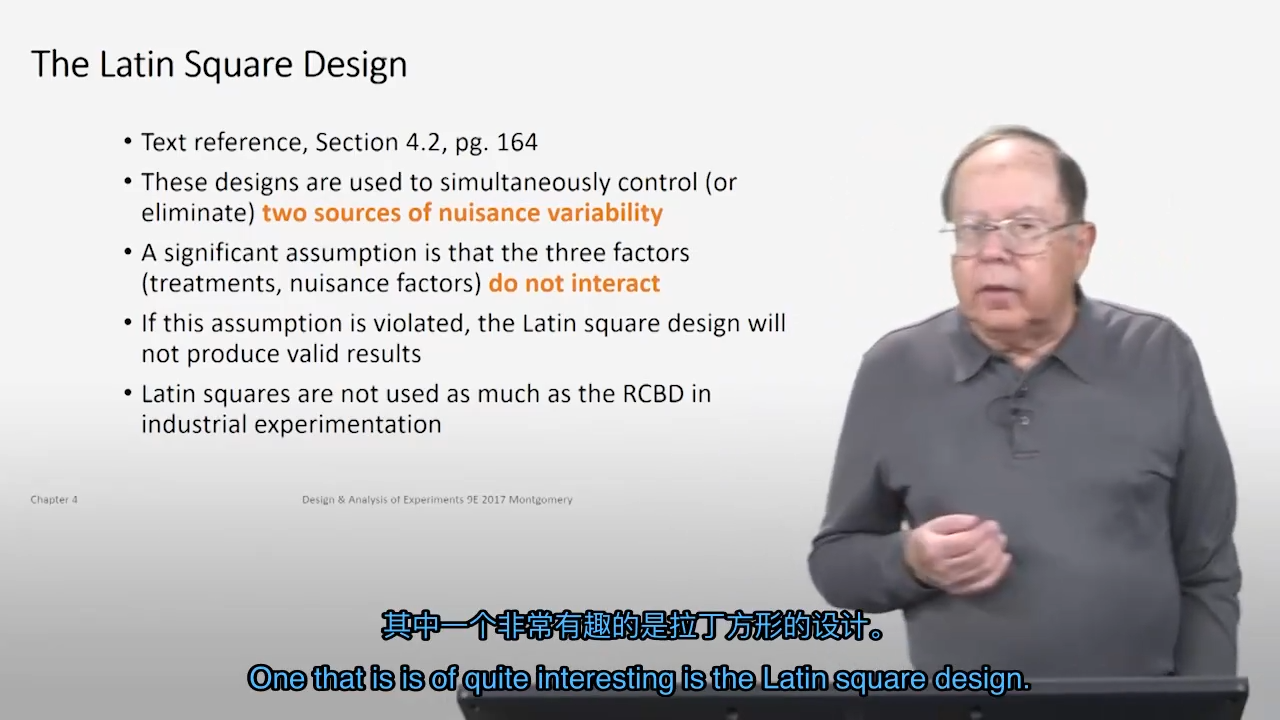 The Latin Square Design
• Text reference, Section 4.2, pg. 164
• These designs are used to simultaneously control (or
eliminate) two sources of nuisance variability
• A significant assumption is that the three factors
(treatments, nuisance factors) do not interact
• If this assumption is violated, the Latin square design will
not produce valid results
• Latin squares are not used as much as the RCBD in
industrial experimentation
Chapter 4
Design & Analysis of Experiments 9E 2017 Montgomery
其中一个非常有趣的是拉丁方形的设计。
One that is is of quite interesting is the Latin square design.